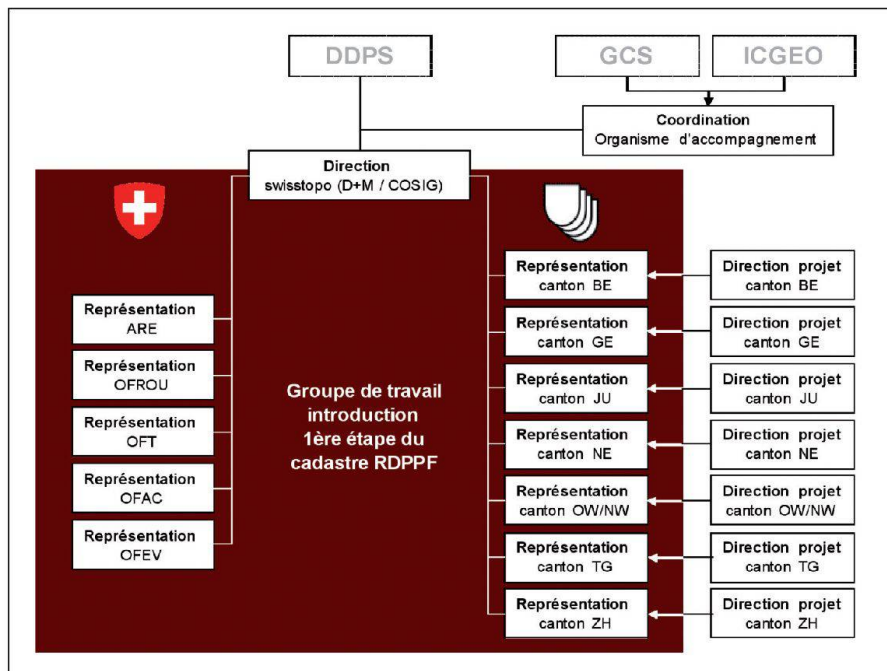 DDPS
GCS
ICGEO
Coordination
Organisme d'accompagnement
Direction
swisstopo (D+M / COSIG)
Représentation
ARE
Représentation
OFROU
Représentation
OFT
Représentation
OFAC
Représentation
OFEV
Groupe de travail
introduction
1ère étape du
cadastre RDPPF
Représentation
canton BE
Direction projet
canton BE
Représentation
canton GE
Direction projet
canton GE
Représentation
canton JU
Direction projet
canton JU
Représentation
canton NE
Direction projet
canton NE
Représentation
canton OW/NW
Direction projet
canton OW/NW
Représentation
canton TG
Direction projet
canton TG
Représentation
canton ZH
Direction projet
canton ZH